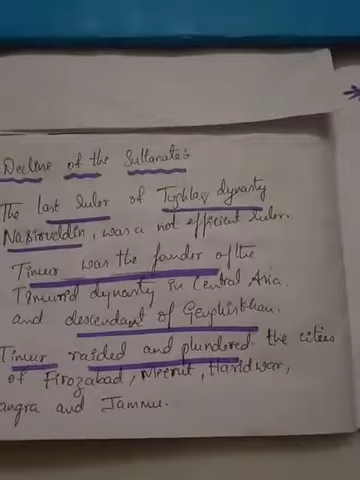 Decline of the Sultanate:
The last ruler of Tughlaq dynasty
Nasiruddin, was a not efficient ruler.
Timur was the founder of the
Timurid dynasty in Central Asia.
and descendant of Genghis Khan.
Timur raided and plundered the cities
of Firozabad, Meerut, Haridwar,
angra and Jammu.